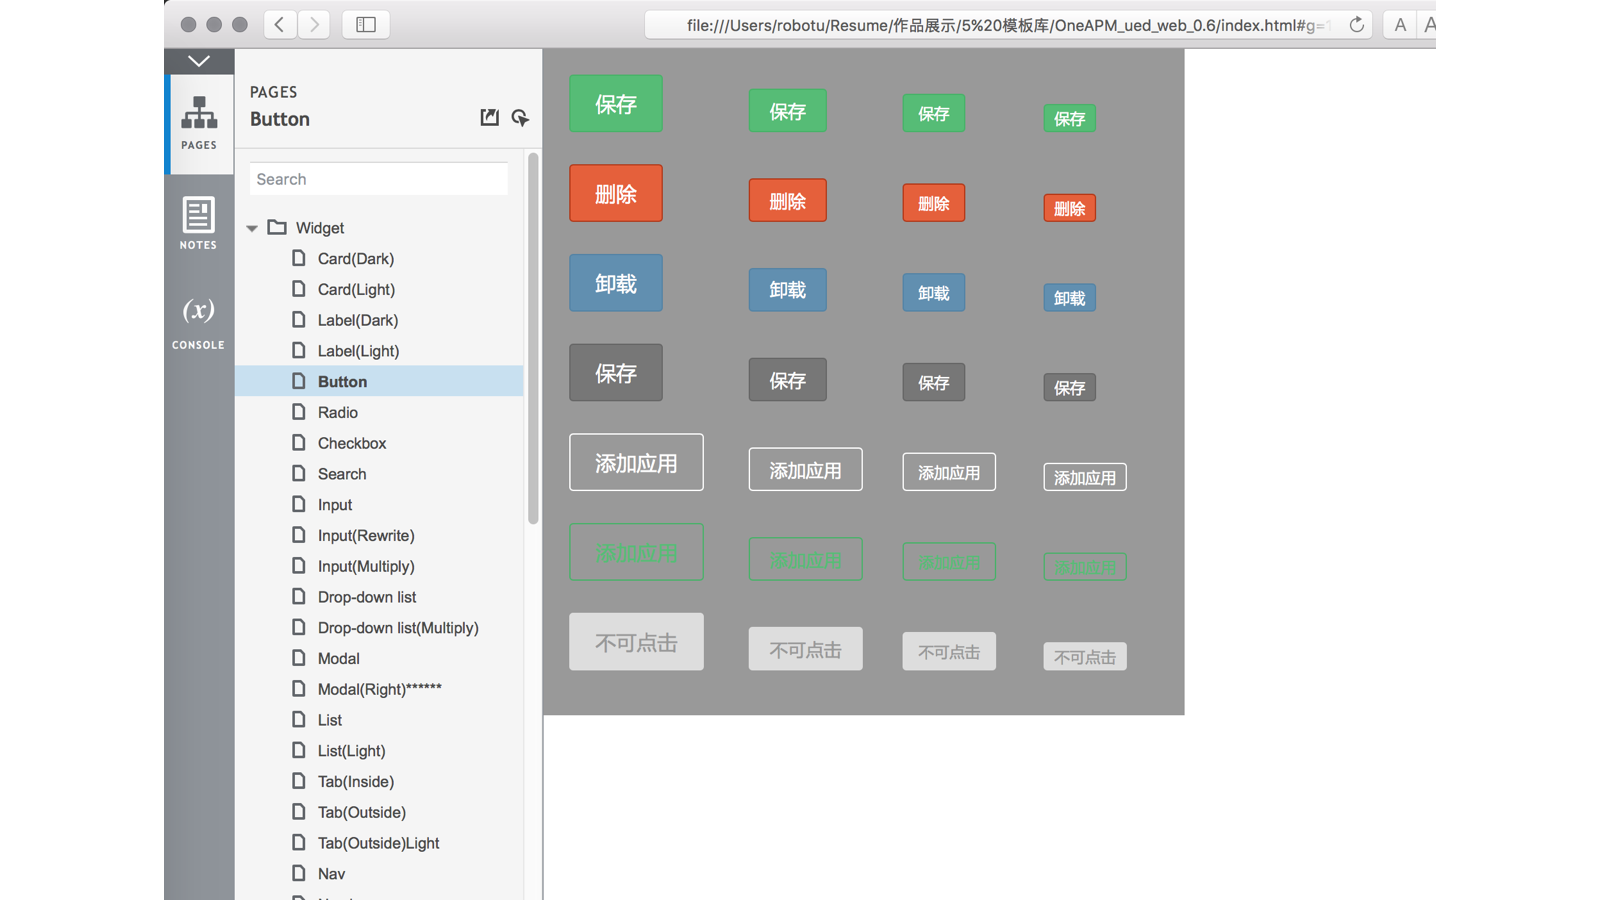 file:///Users/robotu/Resume/作品展示/5%20模板库/OneAPM_ued_web_0.6/index.html#g=
A
A
PAGES
NOTES
(x)
CONSOLE
PAGES
Button
Search
Widget
Card(Dark)
Card(Light)
Label(Dark)
Label(Light)
Button
Radio
Checkbox
Search
Input
Input(Rewrite)
Input(Multiply)
Drop-down list
Drop-down list(Multiply)
Modal
Modal(Right)******
List
List(Light)
Tab(Inside)
Tab(Outside)
Tab(Outside)Light
Nav
保存 保存 保存 保存
删除 删除 删除 删除
卸载 卸载 卸载 卸载
保存 保存 保存 保存
添加应用 添加应用 添加应用 添加应用
添加应用 添加应用 添加应用 添加应用
不可点击 不可点击 不可点击 不可点击